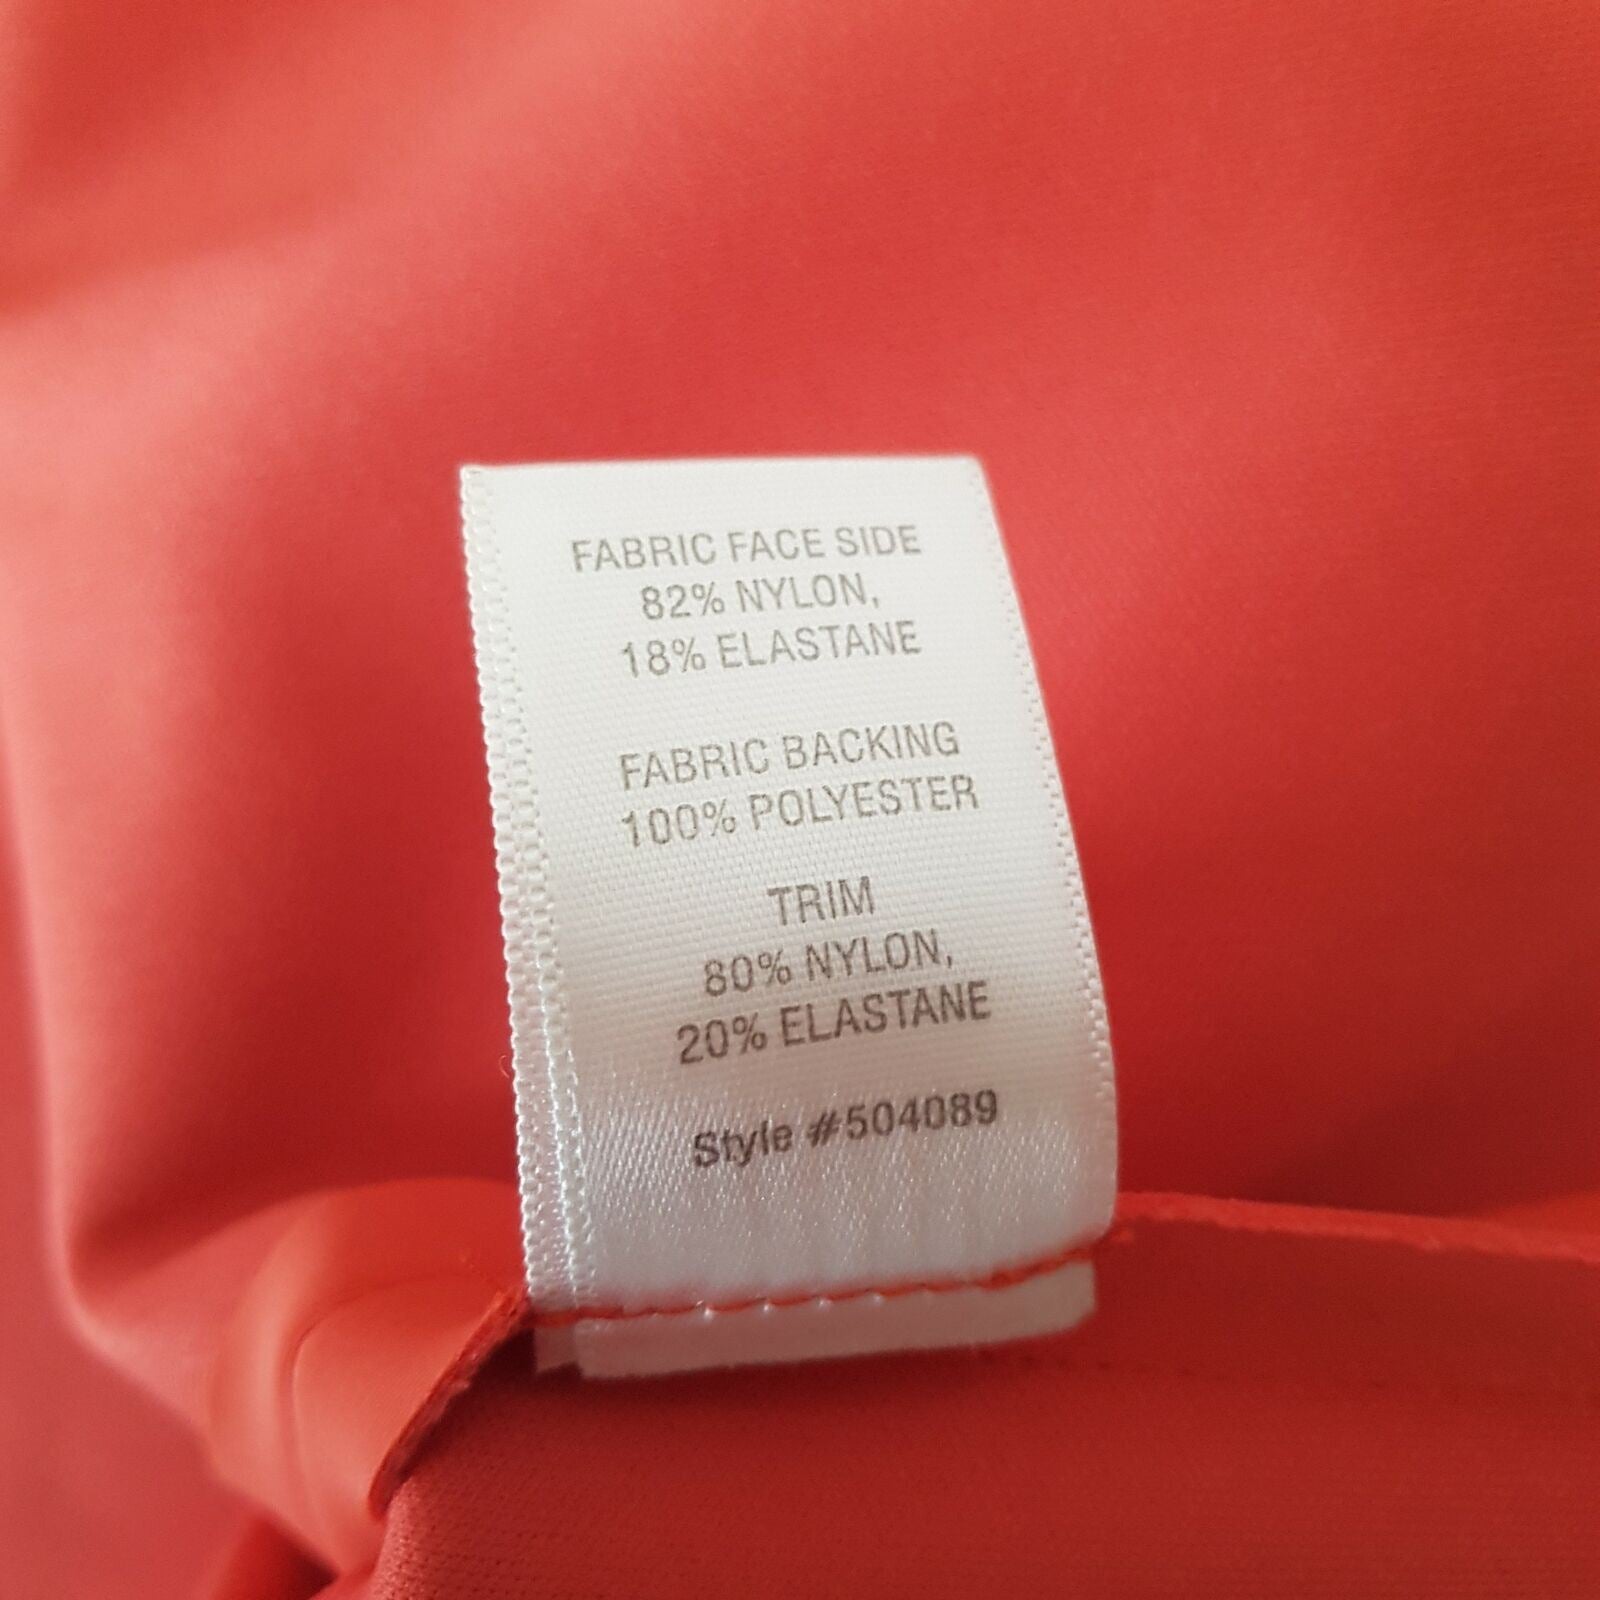 FABRIC FACE SIDE
82% NYLON,
18% ELASTANE
FABRIC BACKING
100% POLYESTER
TRIM
80% NYLON,
20% ELASTANE
Style #504089